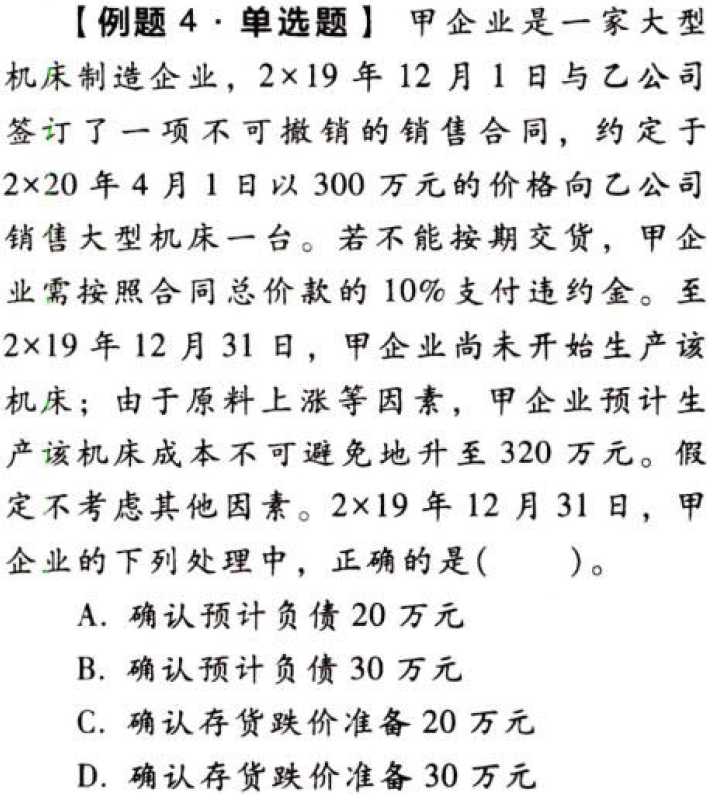 【例题 4·单选题】 甲企业是一家大型
机床制造企业，2×19 年 12 月 1 日与乙公司
签订了一项不可撤销的销售合同，约定于
2×20 年 4 月 1 日以 300 万元的价格向乙公司
销售大型机床一台。若不能按期交货，甲企
业需按照合同总价款的 10%支付违约金。至
2×19 年 12 月 31 日，甲企业尚未开始生产该
机床；由于原料上涨等因素，甲企业预计生
产该机床成本不可避免地升至 320 万元。假
定不考虑其他因素。2×19 年 12 月 31 日，甲
企业的下列处理中，正确的是(　　)。
A. 确认预计负债 20 万元
B. 确认预计负债 30 万元
C. 确认存货跌价准备 20 万元
D. 确认存货跌价准备 30 万元